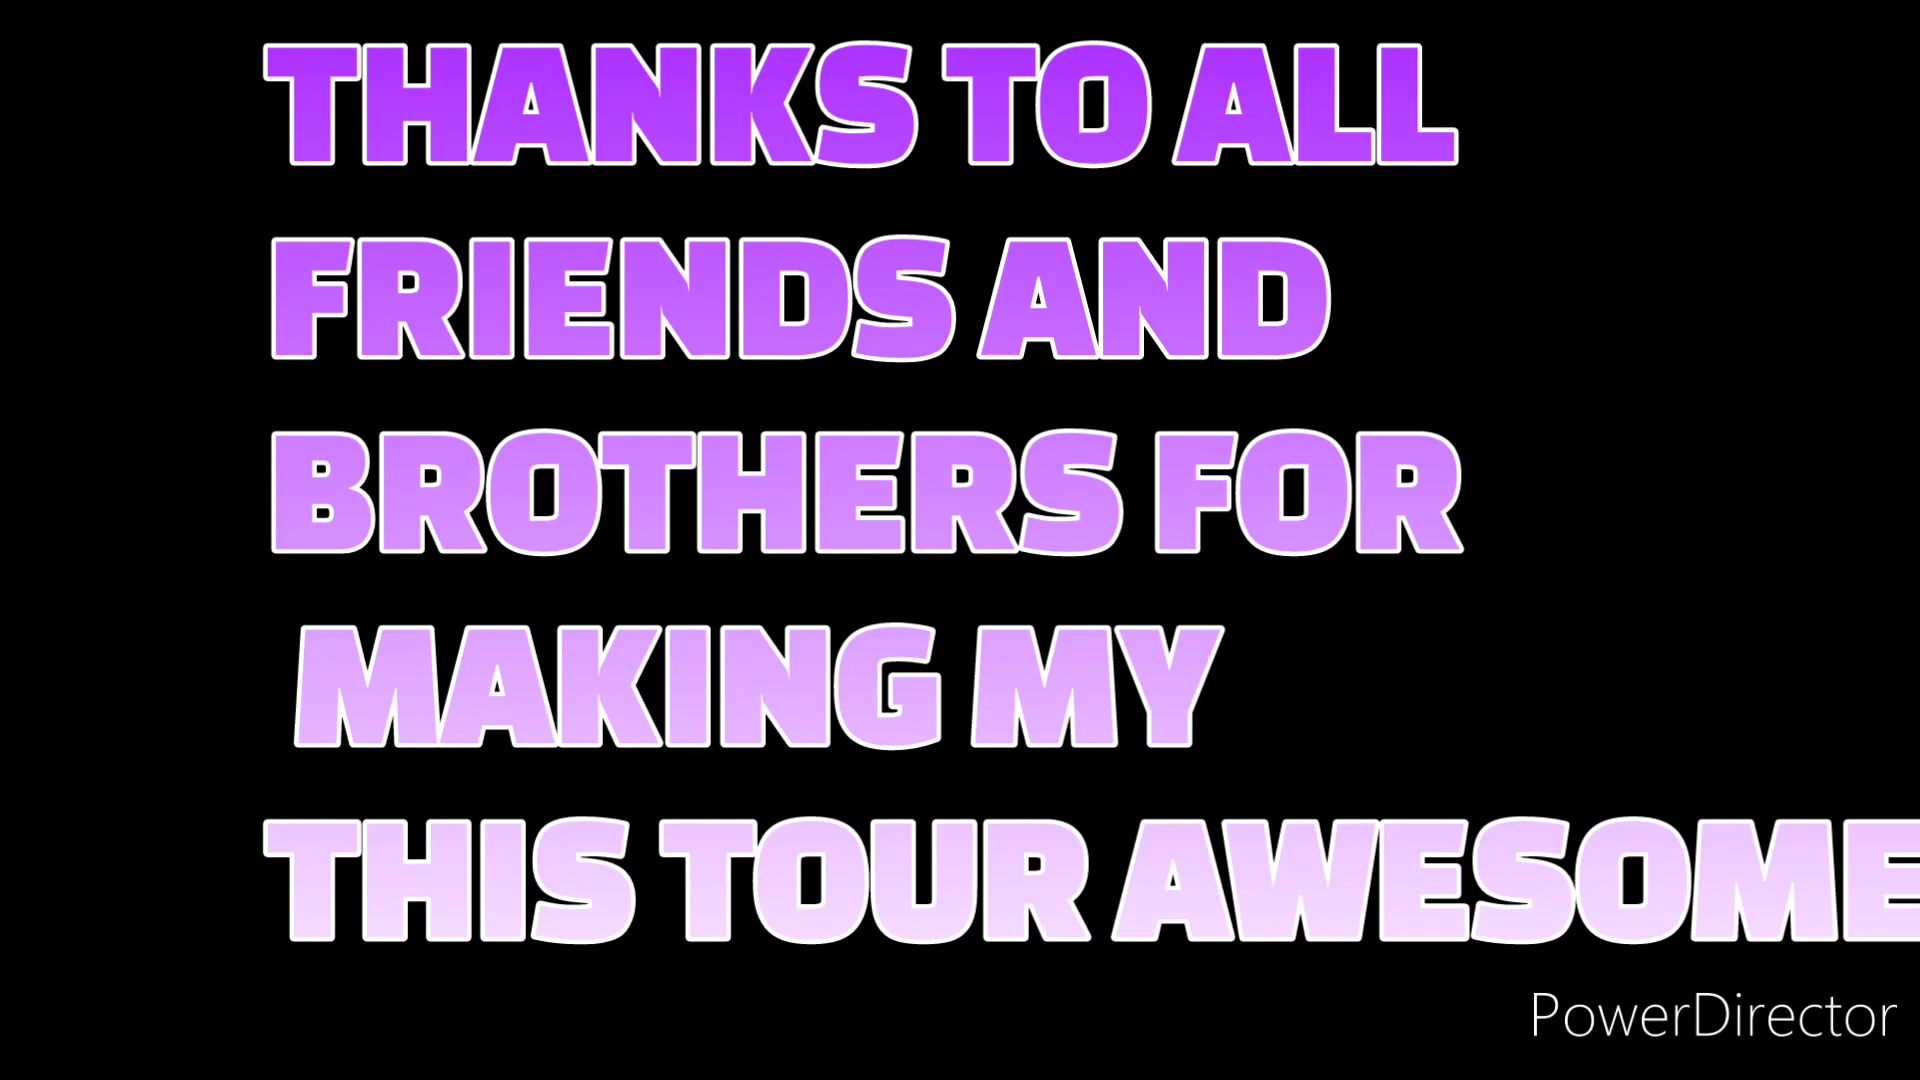 THANKS TO ALL
FRIENDS AND
BROTHERS FOR
MAKING MY
THIS TOUR AWESOME
PowerDirector